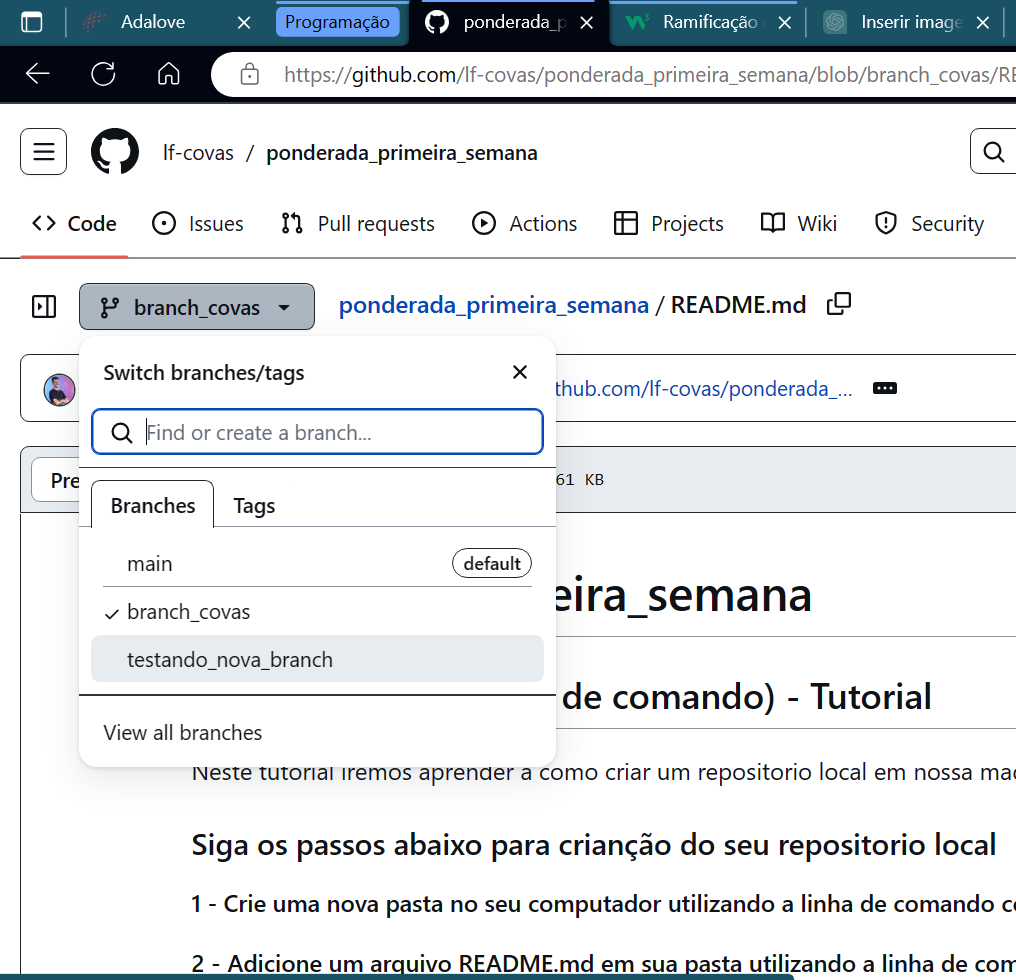 Adalove
Programação
ponderada_p
Ramificação
Inserir image
https://github.com/lf-covas/ponderada_primeira_semana/blob/branch_covas/RE
lf-covas / ponderada_primeira_semana
Code Issues Pull requests Actions Projects Wiki Security
branch_covas
ponderada_primeira_semana / README.md
Switch branches/tags
thub.com/lf-covas/ponderada_...
Find or create a branch...
Pre
61 KB
Branches Tags
main default
eira_semana
branch_covas
testando_nova_branch
de comando) - Tutorial
View all branches
Neste tutorial iremos aprender a como criar um repositorio local em nossa mac
Siga os passos abaixo para criançāo do seu repositorio local
1 - Crie uma nova pasta no seu computador utilizando a linha de comando co
2 - Adicione um arquivo README.md em sua pasta utilizando a linha de com